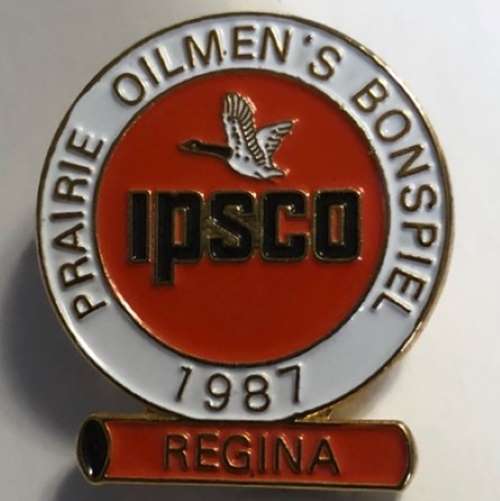 PRAIRIE OILMEN'S BONSPIEL
IPSCO
1987
REGINA